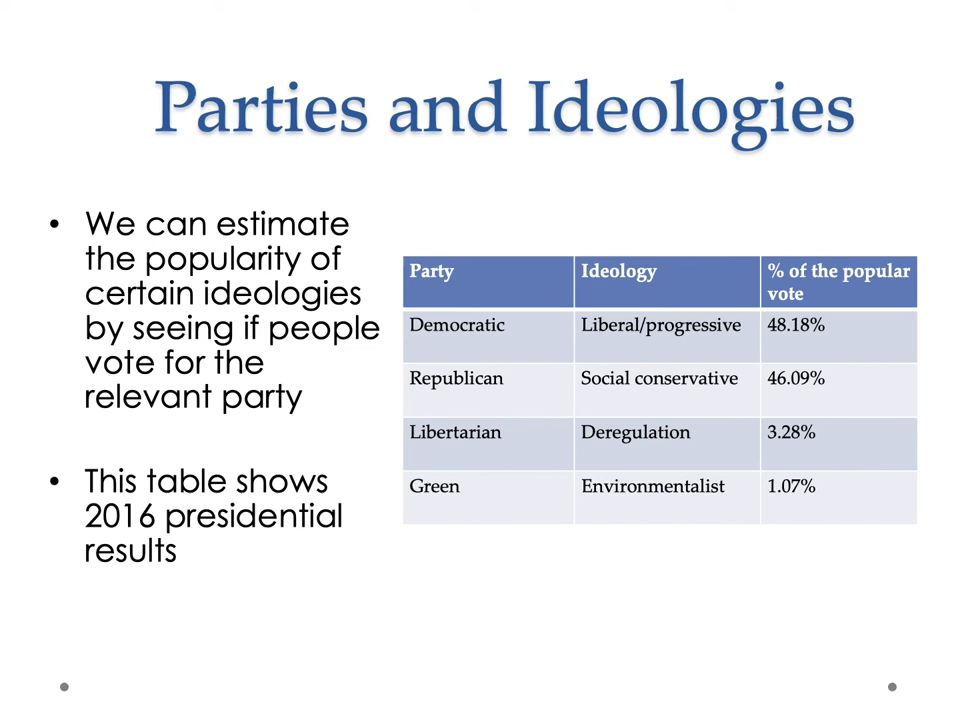 Parties and Ideologies
• We can estimate
the popularity of
certain ideologies
by seeing if people
vote for the
relevant party
• This table shows
2016 presidential
results
Party Ideology % of the popular
vote
Democratic Liberal/progressive 48.18%
Republican Social conservative 46.09%
Libertarian Deregulation 3.28%
Green Environmentalist 1.07%